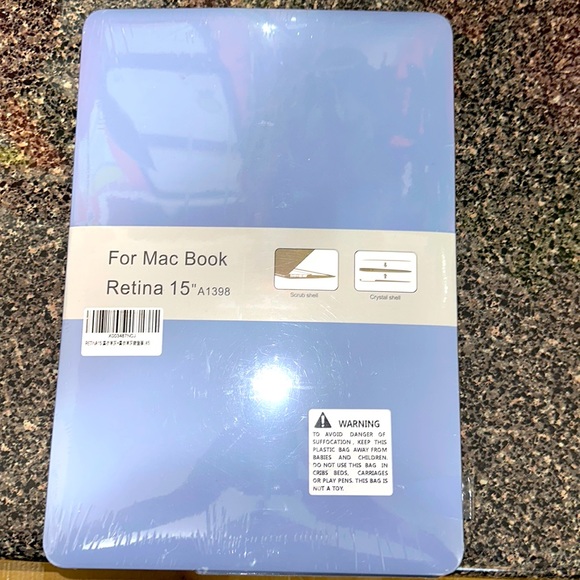 For Mac Book
Retina 15" A1398
Scrub shell
Crystal shell
WARNING
TO AVOID DANGER OF
SUFFOCATION, KEEP THIS
PLASTIC BAG AWAY FROM
BABIES AND CHILDREN.
DO NOT USE THIS BAG IN
CRIBS BEDS, CARRIAGES
OR PLAY PENS. THIS BAG IS
NOT A TOY.